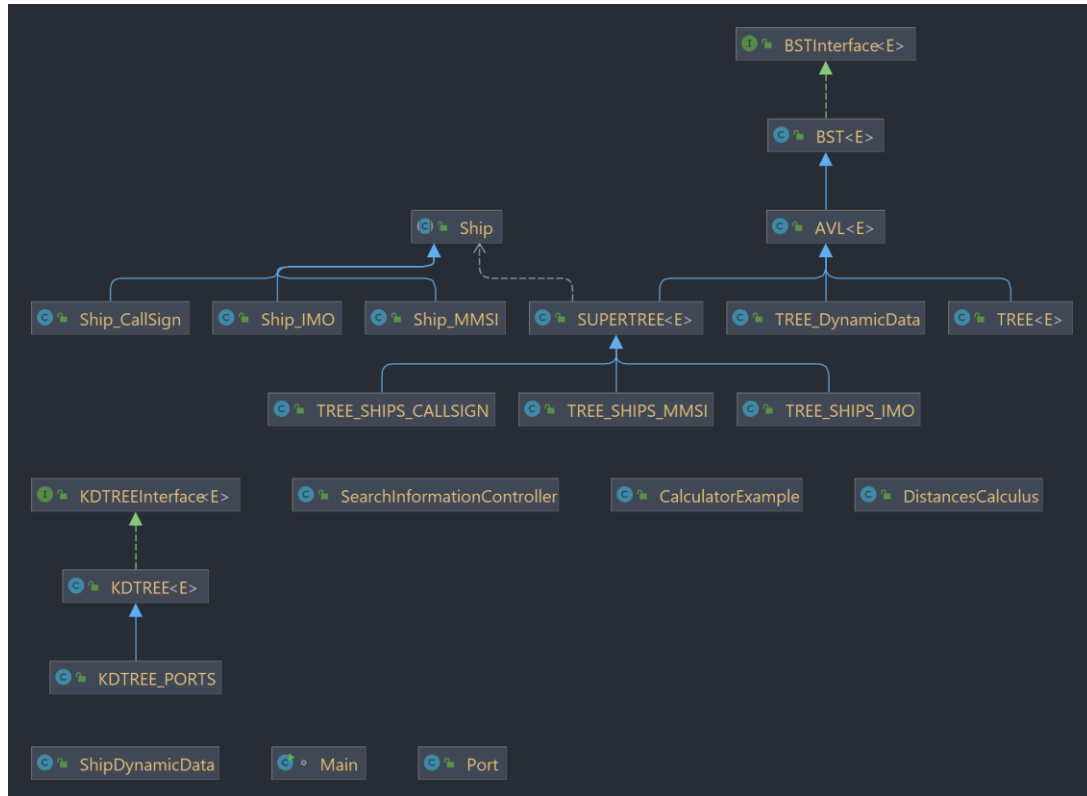 BSTInterface<E>
BST<E>
Ship
AVL<E>
Ship_CallSign
Ship_IMO
Ship_MMSI
SUPERTREE<E>
TREE_DynamicData
TREE<E>
TREE_SHIPS_CALLSIGN
TREE_SHIPS_MMSI
TREE_SHIPS_IMO
KDTREEInterface<E>
SearchInformationController
CalculatorExample
DistancesCalculus
KDTREE<E>
KDTREE_PORTS
ShipDynamicData
Main
Port